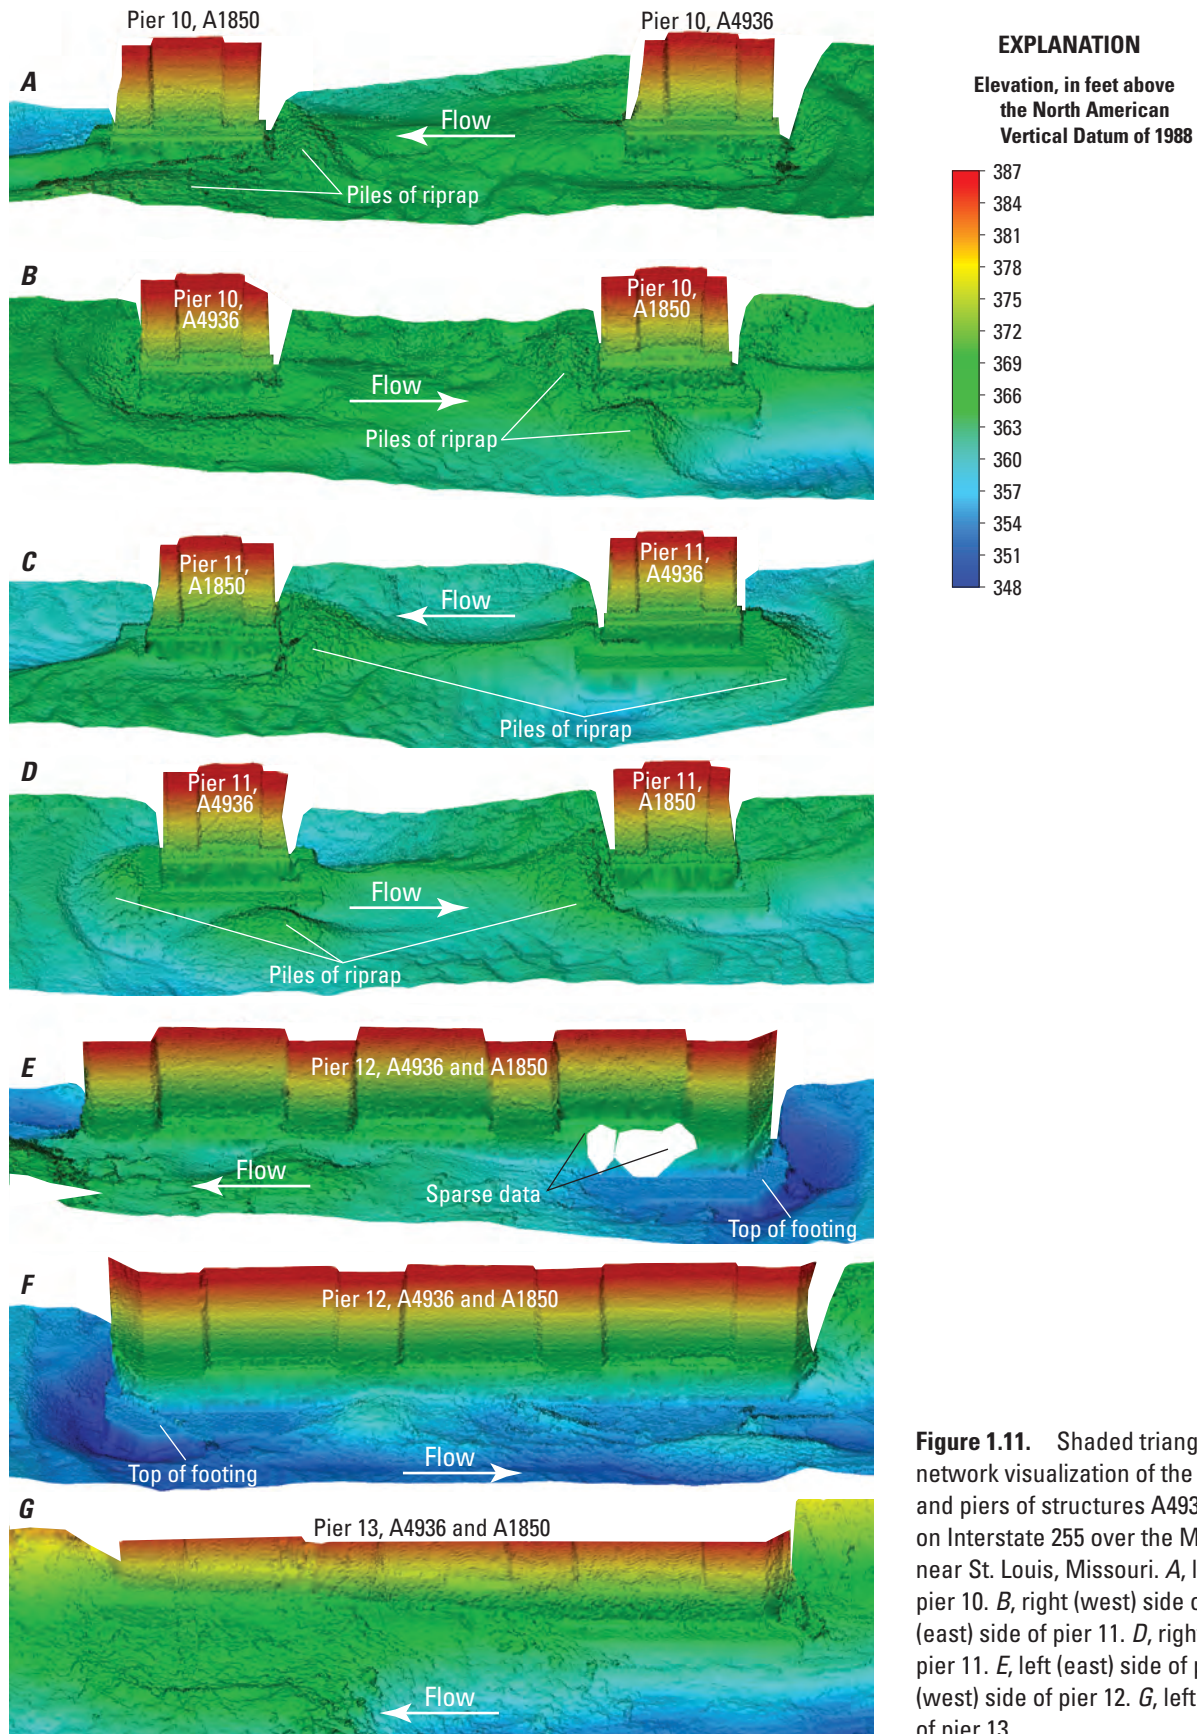 Pier 10, A1850
Pier 10, A4936
A
Flow
Piles of riprap
B
Pier 10,
A4936
Pier 10,
A1850
Flow
Piles of riprap
C
Pier 11,
A1850
Pier 11,
A4936
Flow
Piles of riprap
D
Pier 11,
A4936
Pier 11,
A1850
Flow
Piles of riprap
E
Pier 12, A4936 and A1850
Flow
Sparse data
Top of footing
F
Pier 12, A4936 and A1850
Top of footing
Flow
G
Pier 13, A4936 and A1850
Flow
EXPLANATION
Elevation, in feet above
the North American
Vertical Datum of 1988
387
384
381
378
375
372
369
366
363
360
357
354
351
348
Figure 1.11. Shaded triang
network visualization of the
and piers of structures A493
on Interstate 255 over the M
near St. Louis, Missouri. A, l
pier 10. B, right (west) side o
(east) side of pier 11. D, right
pier 11. E, left (east) side of p
(west) side of pier 12. G, left
of pier 13